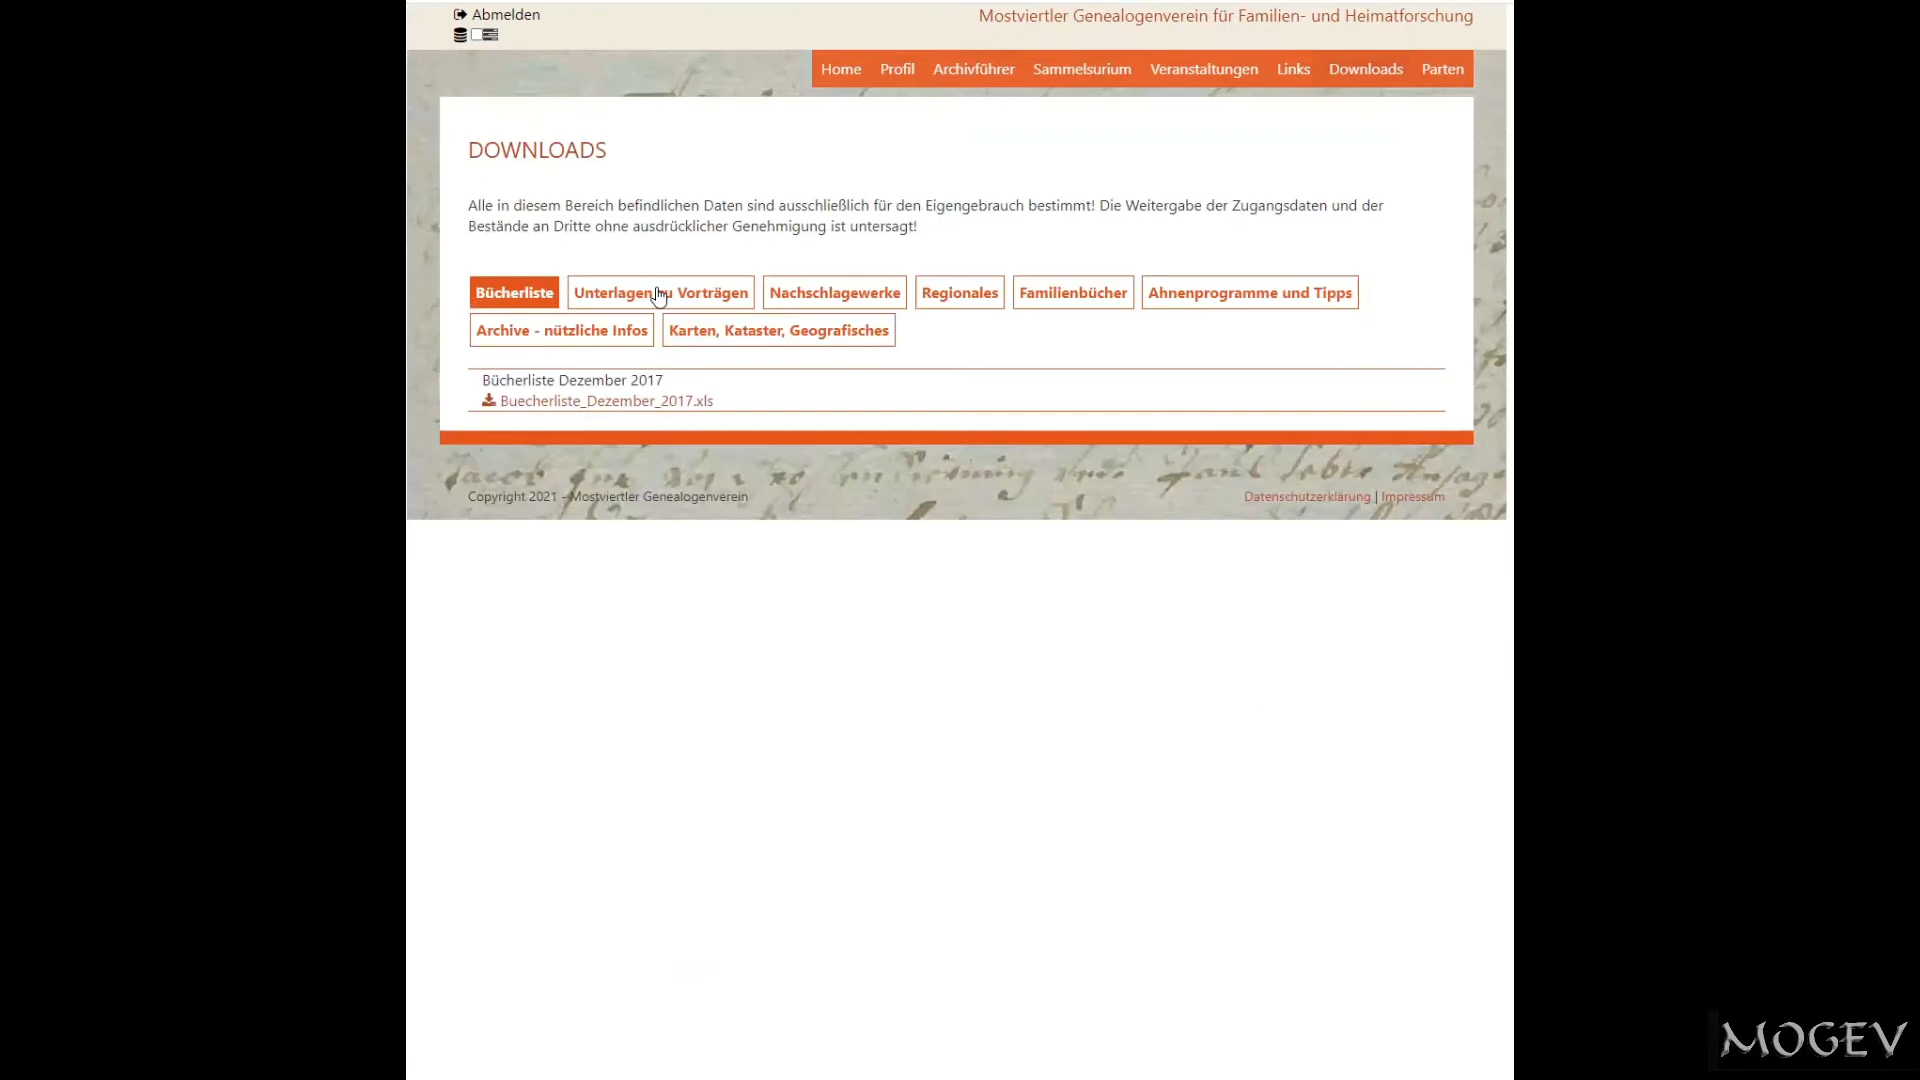 Abmelden
Mostviertler Genealogenverein für Familien- und Heimatforschung
Home Profil Archivführer Sammelsurium Veranstaltungen Links Downloads Parten
DOWNLOADS
Alle in diesem Bereich befindlichen Daten sind ausschließlich für den Eigengebrauch bestimmt! Die Weitergabe der Zugangsdaten und der
Bestände an Dritte ohne ausdrücklicher Genehmigung ist untersagt!
Bücherliste Unterlagen zu Vorträgen Nachschlagewerke Regionales Familienbücher Ahnenprogramme und Tipps
Archive - nützliche Infos Karten, Kataster, Geografisches
Bücherliste Dezember 2017
Buecherliste_Dezember_2017.xls
Copyright 2021 - Mostviertler Genealogenverein
Datenschutzerklärung | Impressum
MOGEV